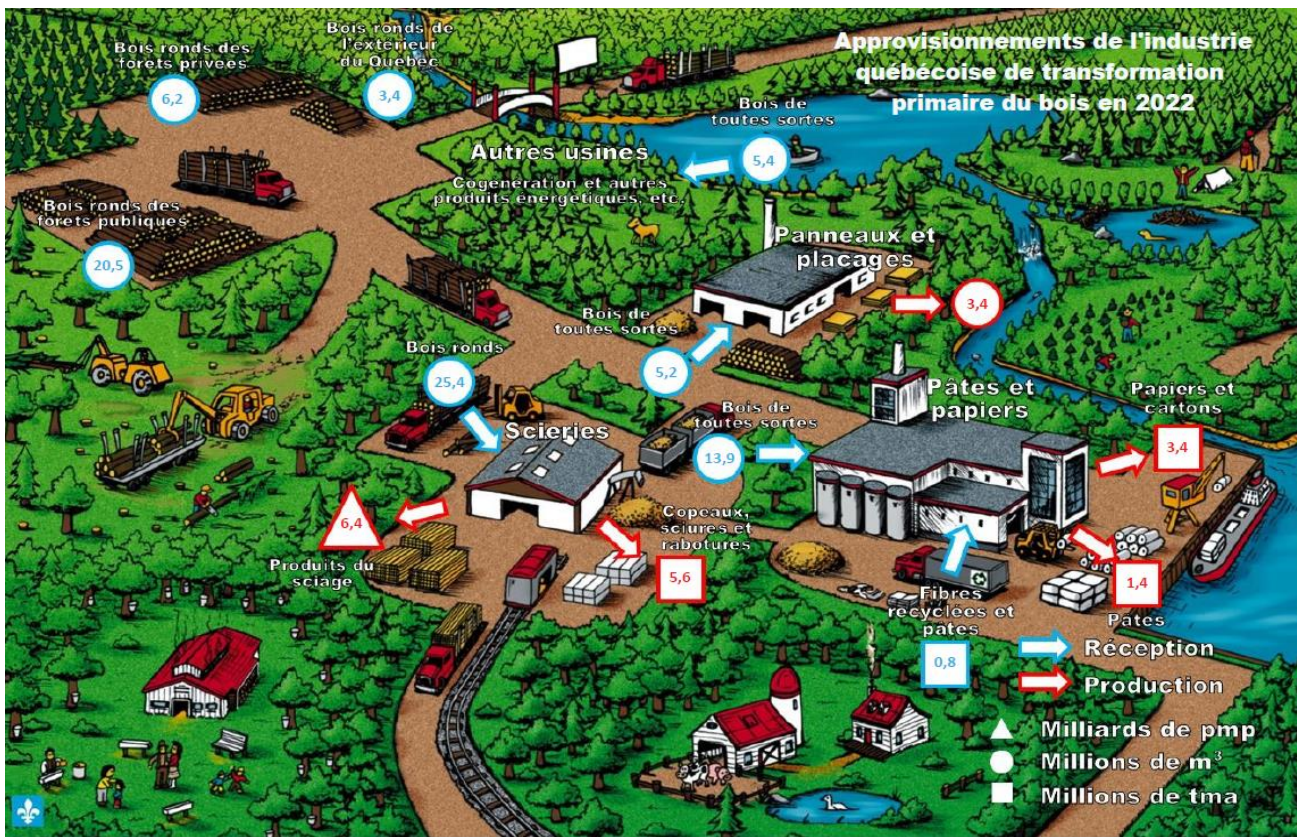 Approvisionnements de l'industrie
québécoise de transformation
primaire du bois en 2022
Bois ronds des
forêts privées
6,2
Bois ronds de
l'extérieur
du Québec
3,4
Bois de
toutes sortes
5,4
Autres usines
Cogénération et autres
produits énergétiques, etc.
Bois ronds des
forêts publiques
20,5
Panneaux et
placages
3,4
Bois de
toutes sortes
5,2
Bois ronds
25,4
Scieries
Pâtes et
papiers
Bois de
toutes sortes
13,9
Papiers et
cartons
3,4
6,4
Produits du
sciage
Copeaux,
sciures et
rabotures
5,6
Fibres
recyclées et
pâtes
0,8
1,4
Pâtes
Réception
Production
Milliards de pmp
Millions de m³
Millions de tma